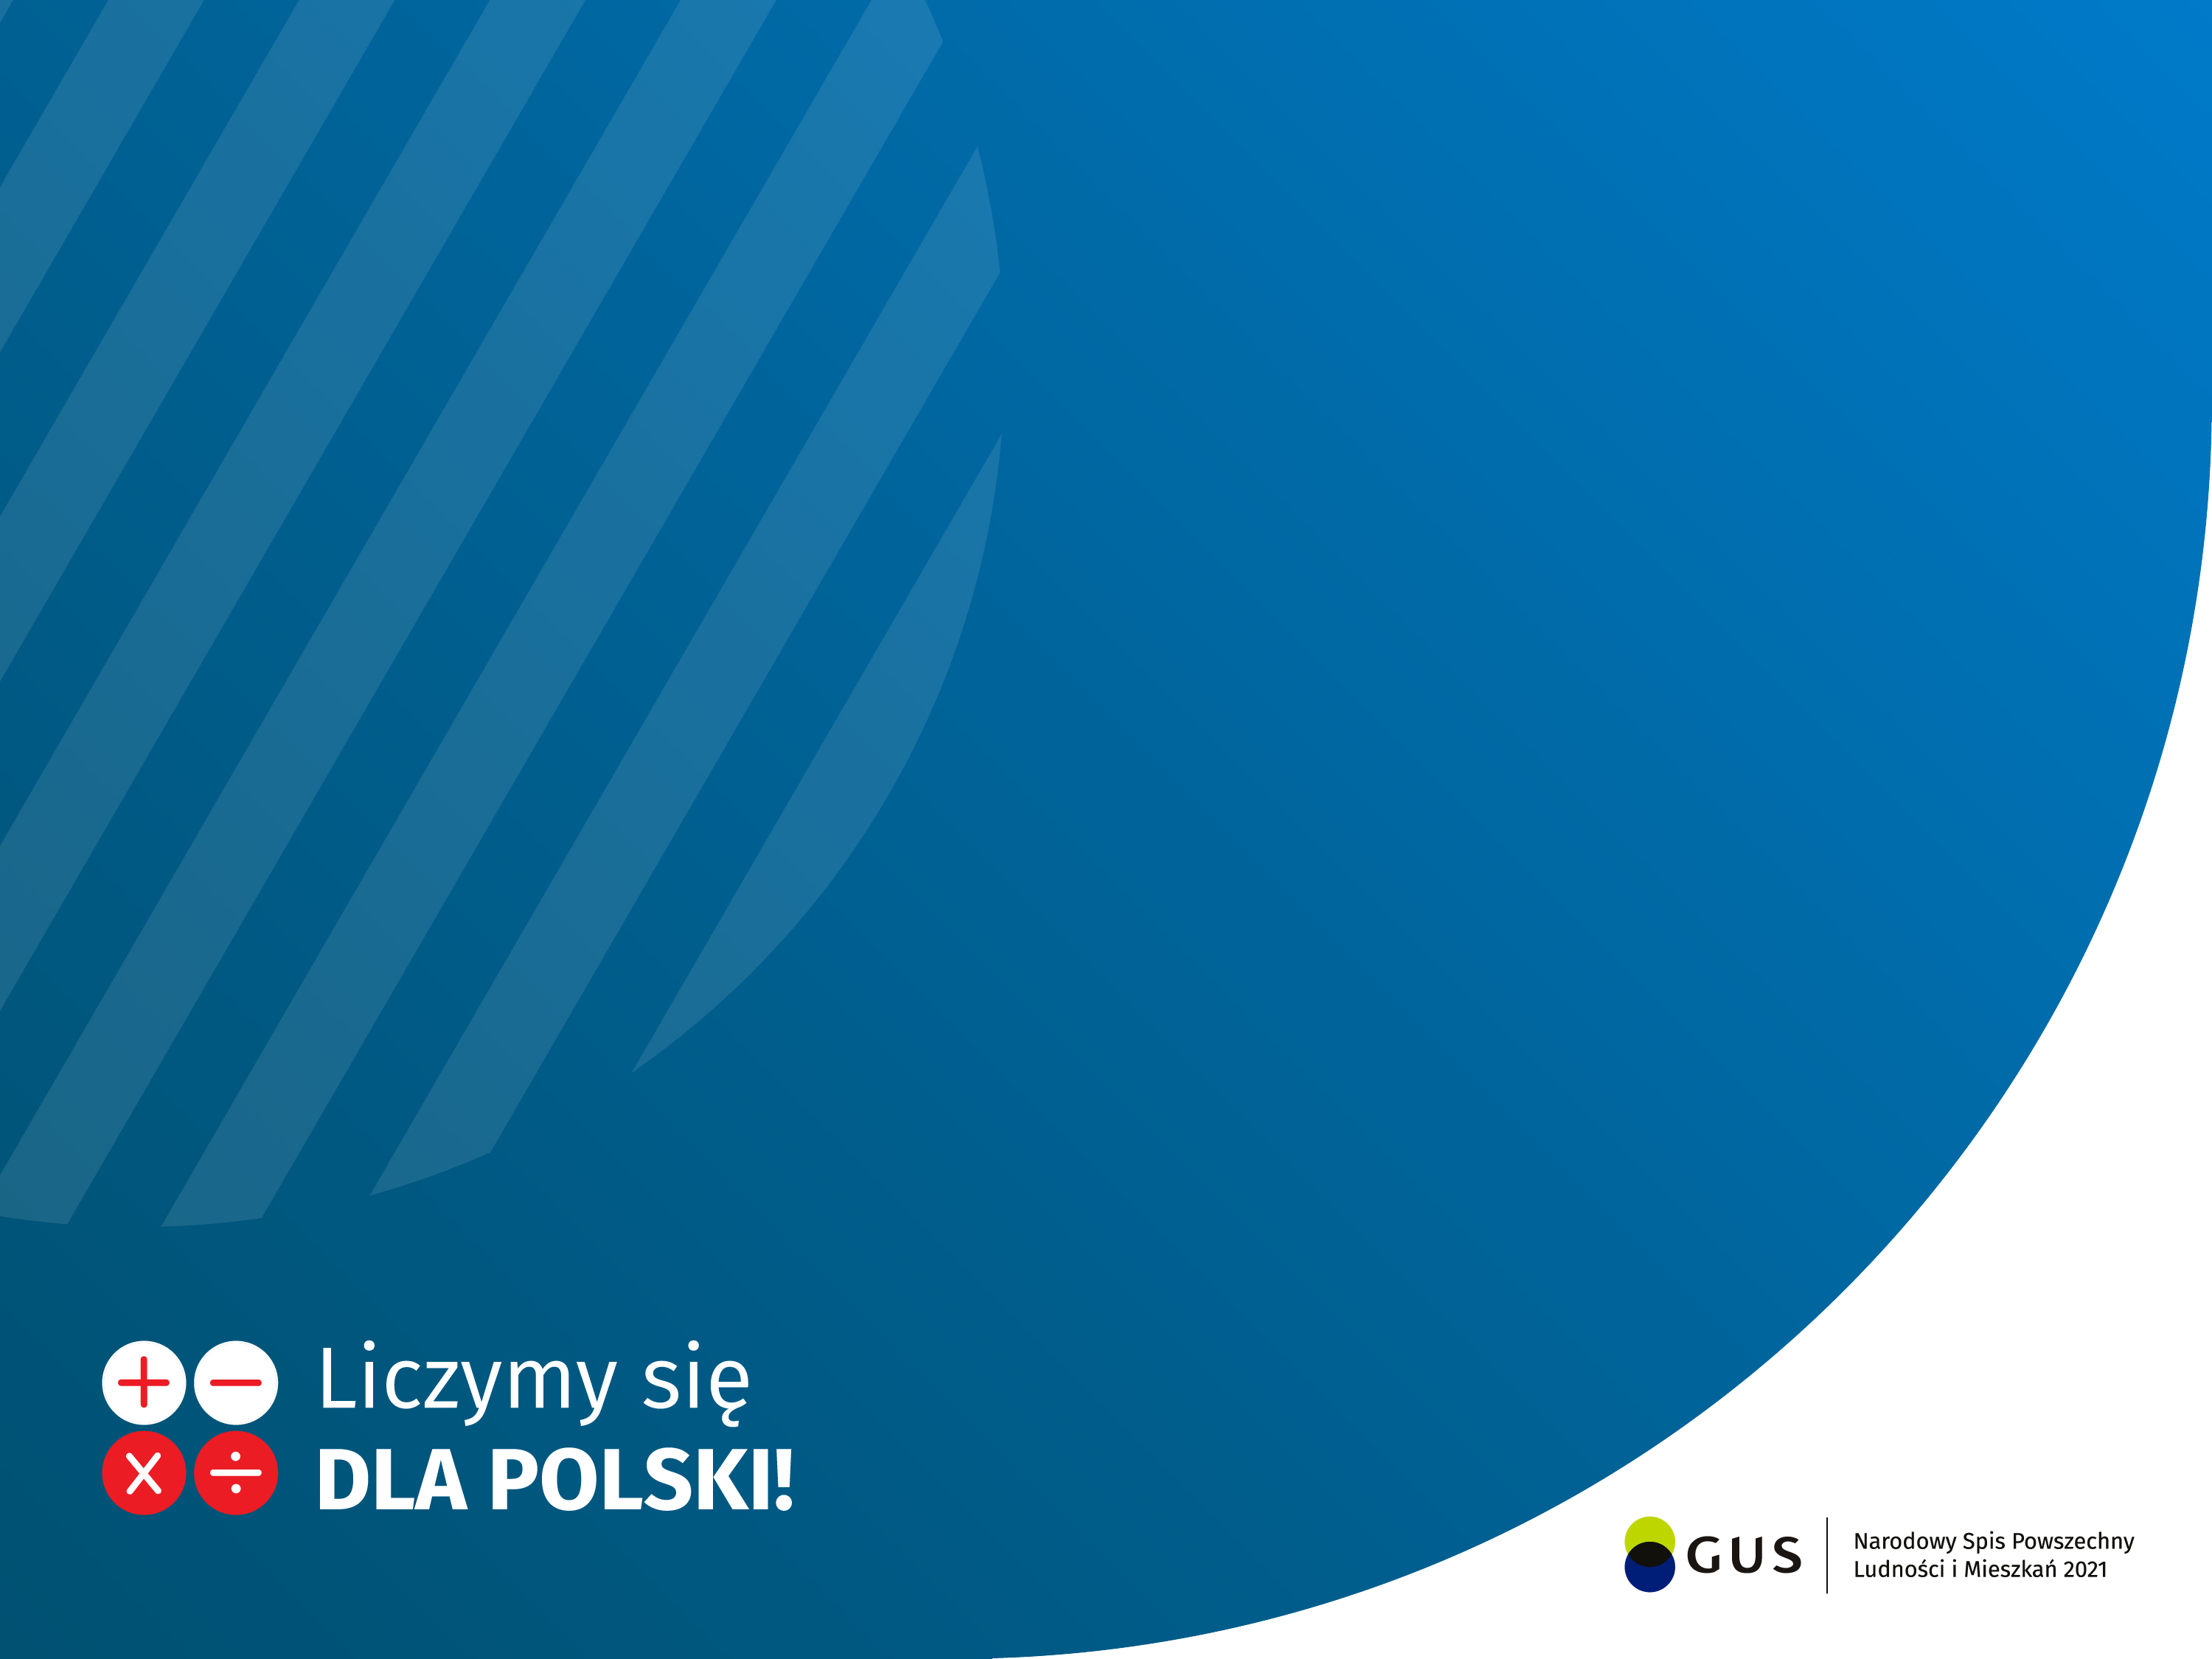 Liczymy się
DLA POLSKI!
GUS
Narodowy Spis Powszechny
Ludności i Mieszkań 2021